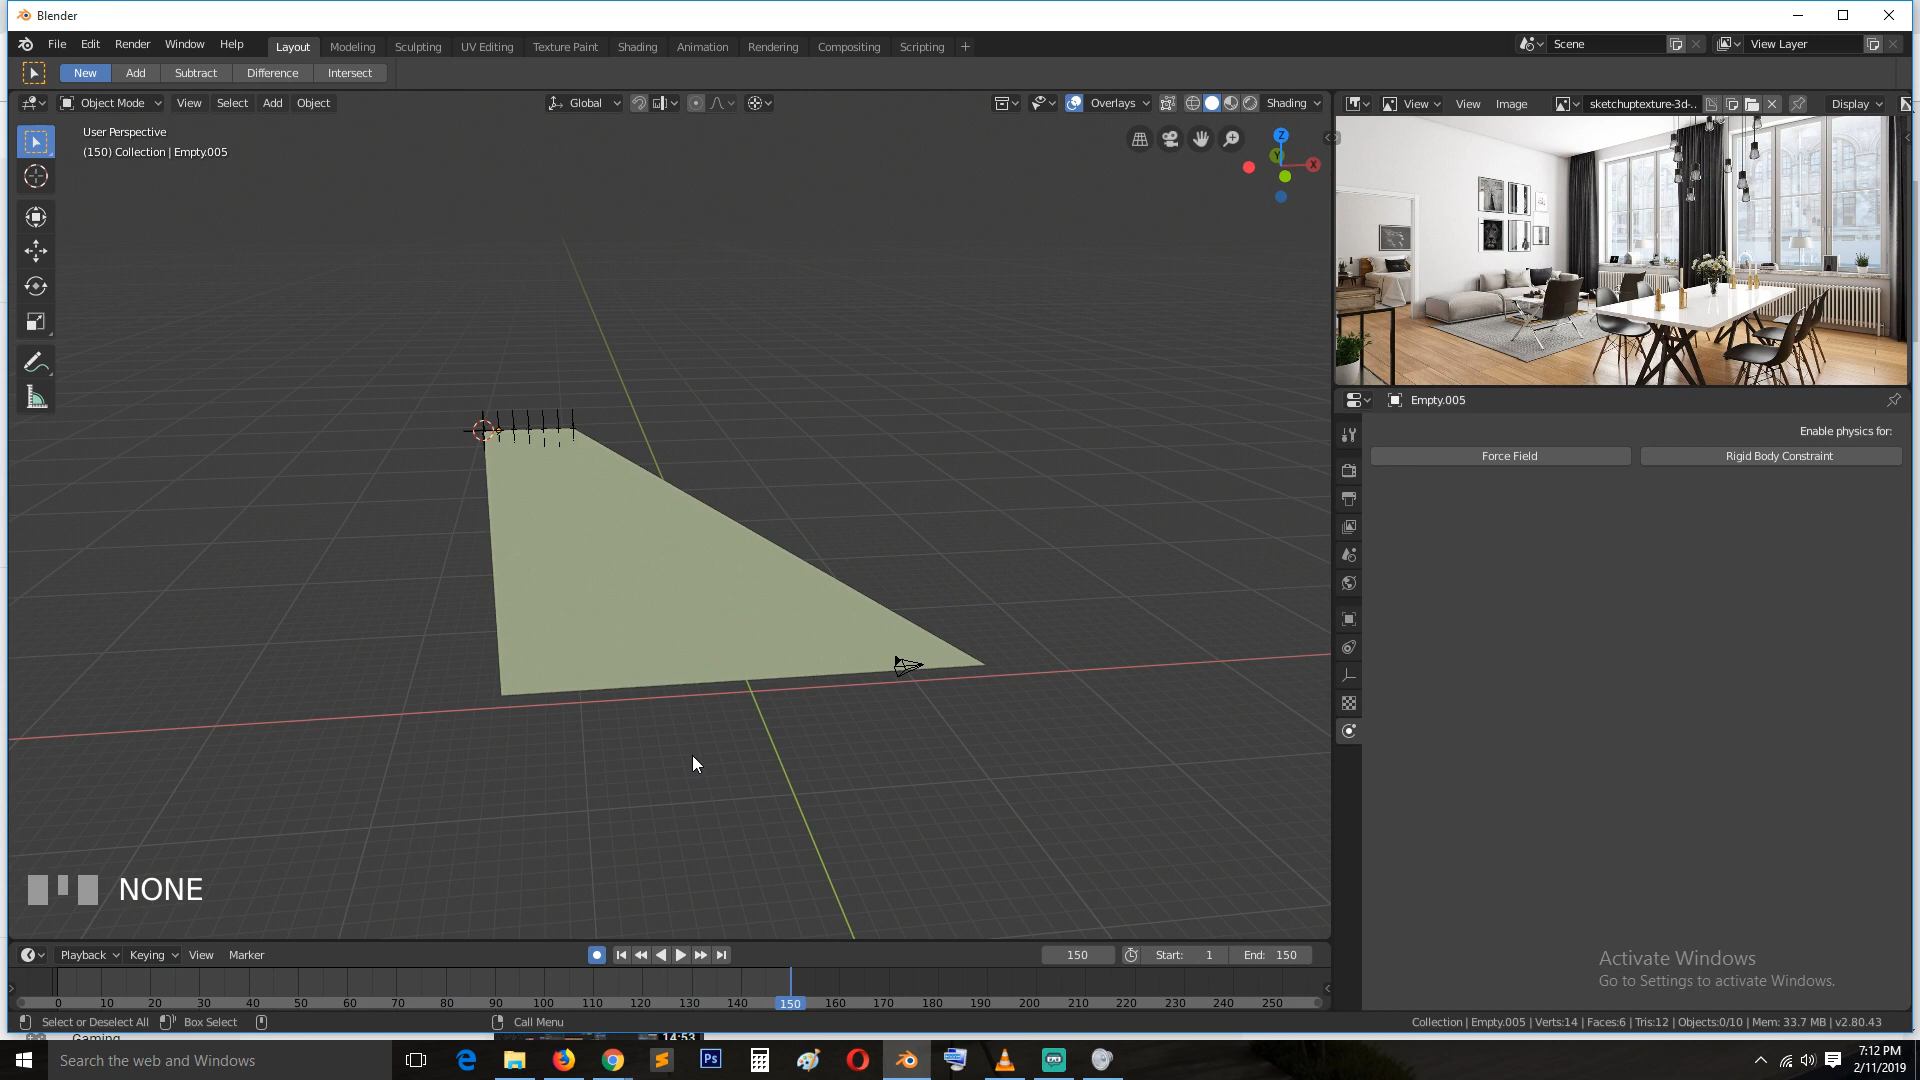 Blender
File Edit Render Window Help Layout Modeling Sculpting UV Editing Texture Paint Shading Animation Rendering Compositing Scripting + Scene View Layer
New Add Subtract Difference Intersect
Object Mode View Select Add Object Global Overlays Shading View View Image sketchuptexture-3d-.. Display
User Perspective
(150) Collection | Empty.005
Z
Y
X
Empty.005
Enable physics for:
Force Field Rigid Body Constraint
NONE
Playback Keying View Marker 150 Start: 1 End: 150
Activate Windows
Go to Settings to activate Windows.
0 10 20 30 40 50 60 70 80 90 100 110 120 130 140 150 160 170 180 190 200 210 220 230 240 250
Select or Deselect All Box Select Call Menu Collection | Empty.005 | Verts:14 | Faces:6 | Tris:12 | Objects:0/10 | Mem: 33.7 MB | v2.80.43
Gaming 14:53
Search the web and Windows Ps 7:12 PM
2/11/2019